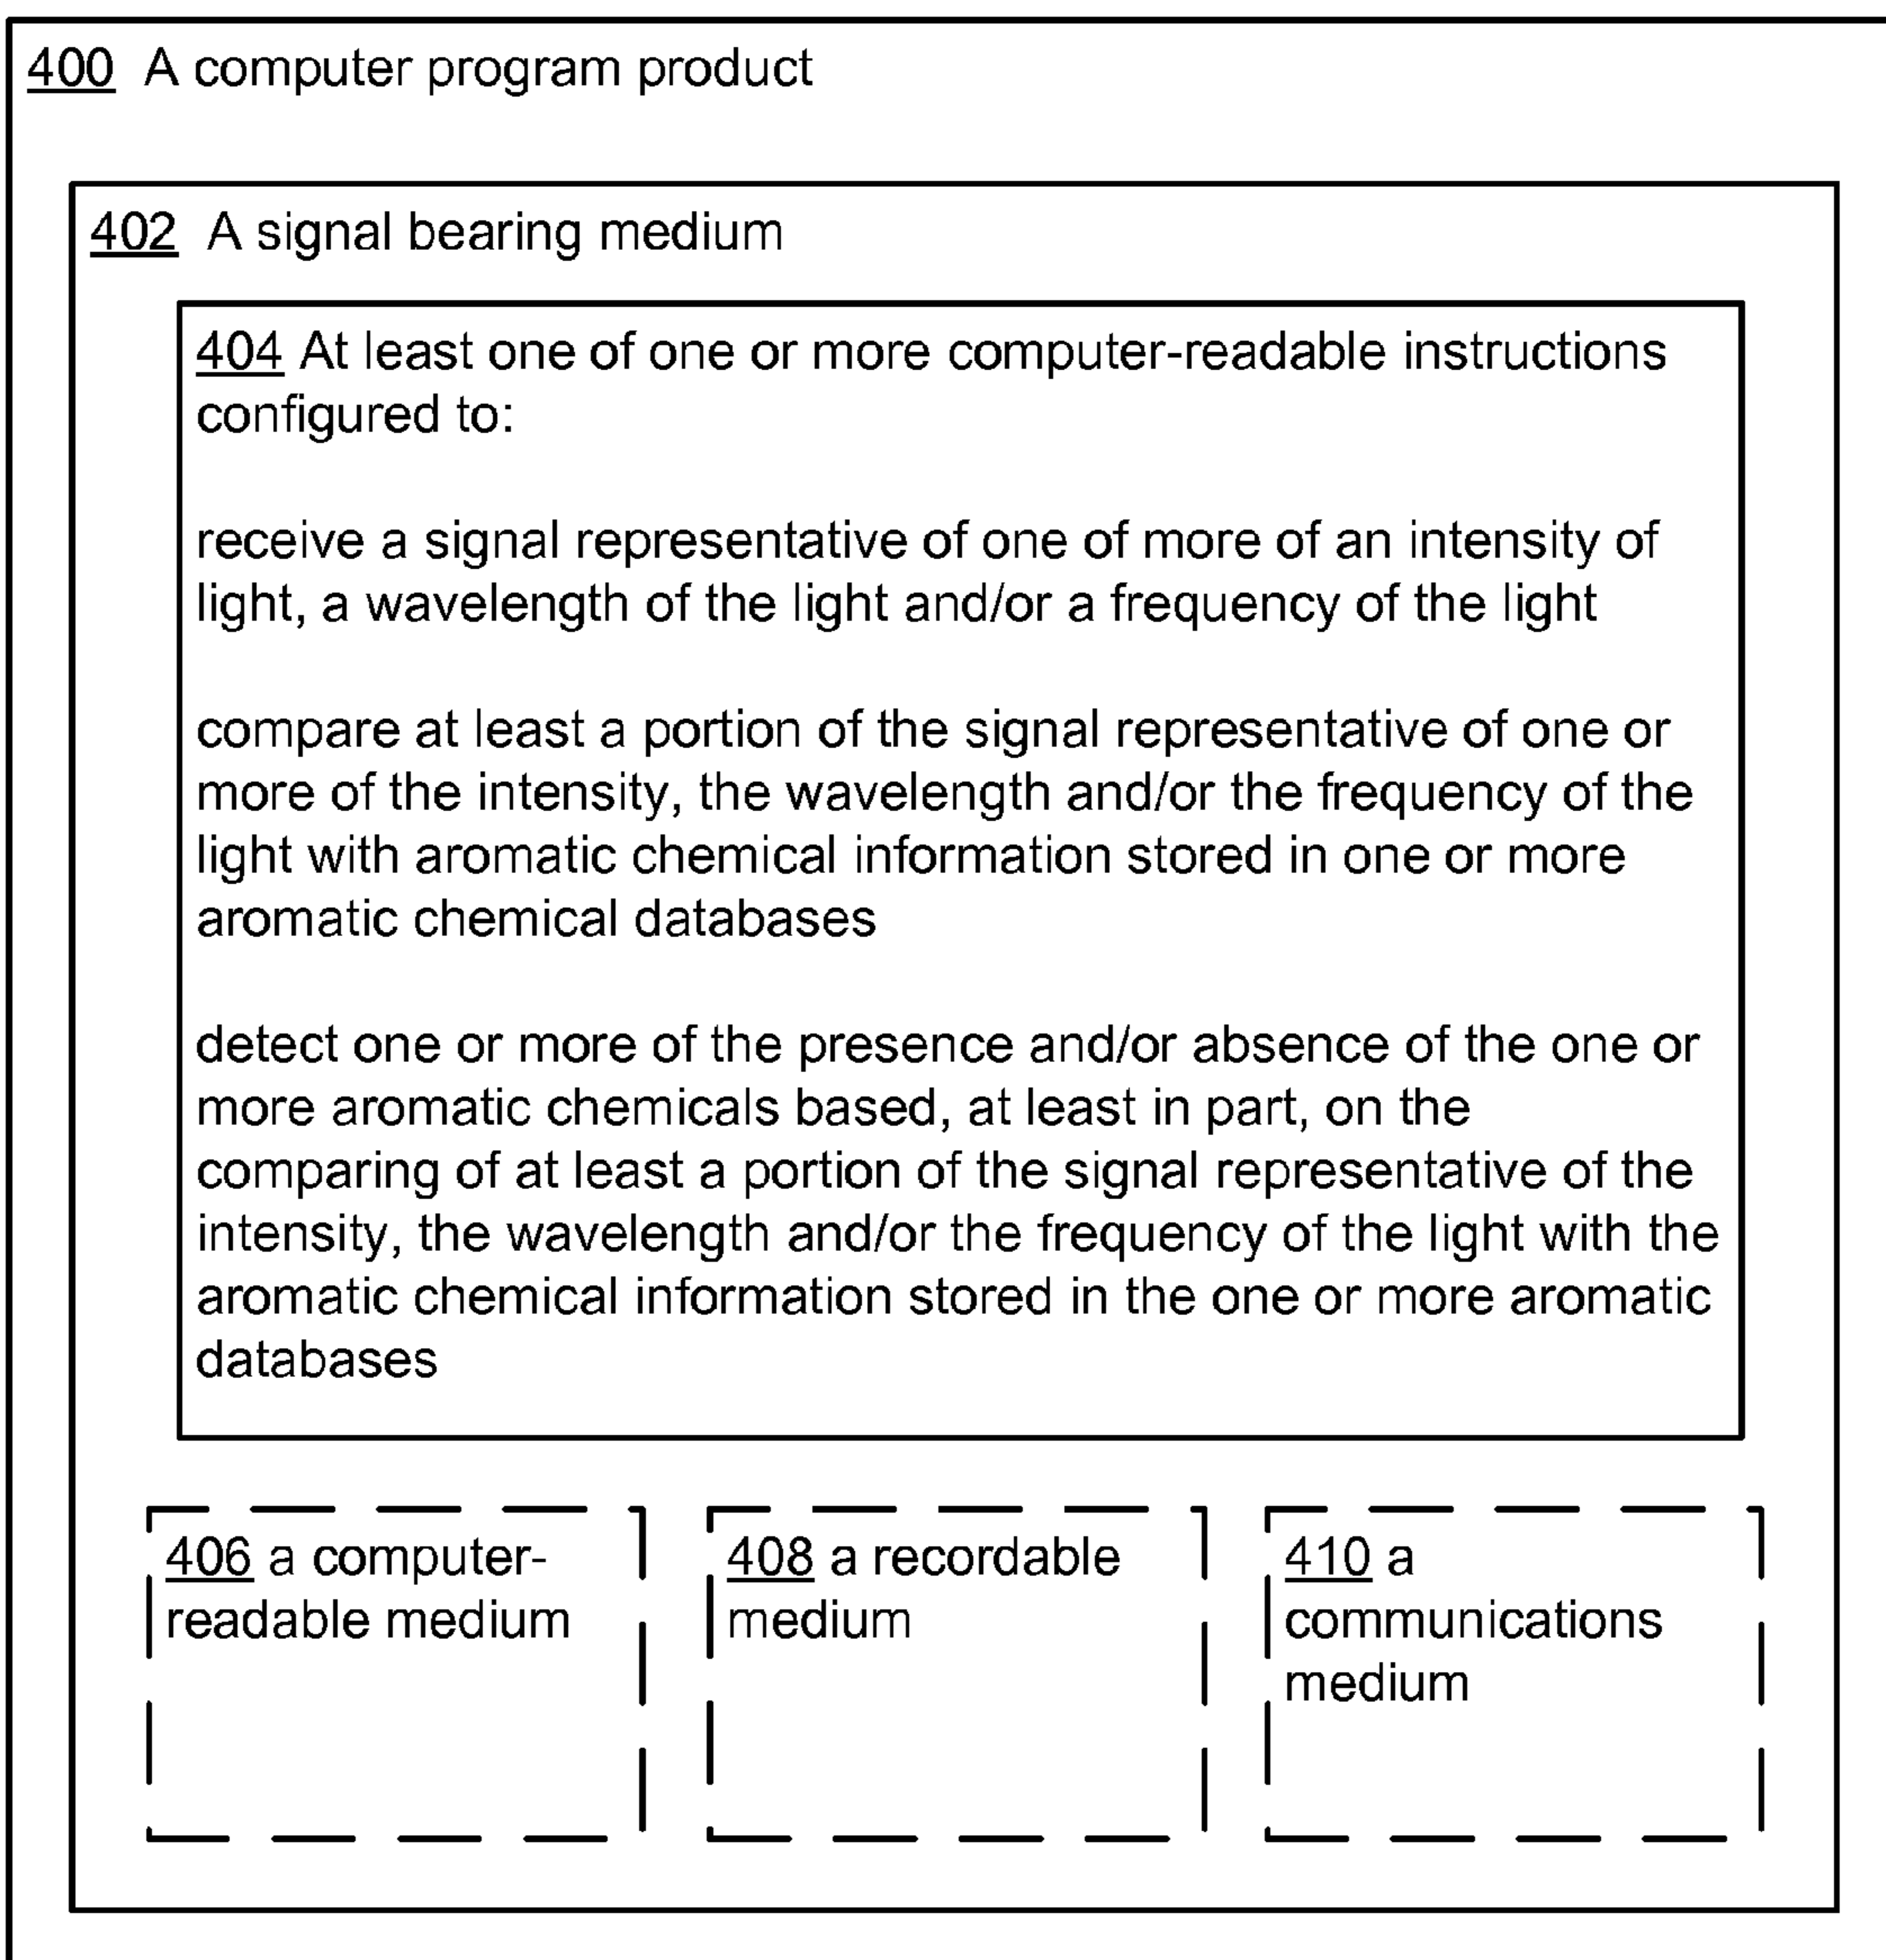 400 A computer program product
402 A signal bearing medium
404 At least one of one or more computer-readable instructions
configured to:
receive a signal representative of one of more of an intensity of
light, a wavelength of the light and/or a frequency of the light
compare at least a portion of the signal representative of one or
more of the intensity, the wavelength and/or the frequency of the
light with aromatic chemical information stored in one or more
aromatic chemical databases
detect one or more of the presence and/or absence of the one or
more aromatic chemicals based, at least in part, on the
comparing of at least a portion of the signal representative of the
intensity, the wavelength and/or the frequency of the light with the
aromatic chemical information stored in the one or more aromatic
databases
406 a computer-
readable medium
408 a recordable
medium
410 a
communications
medium